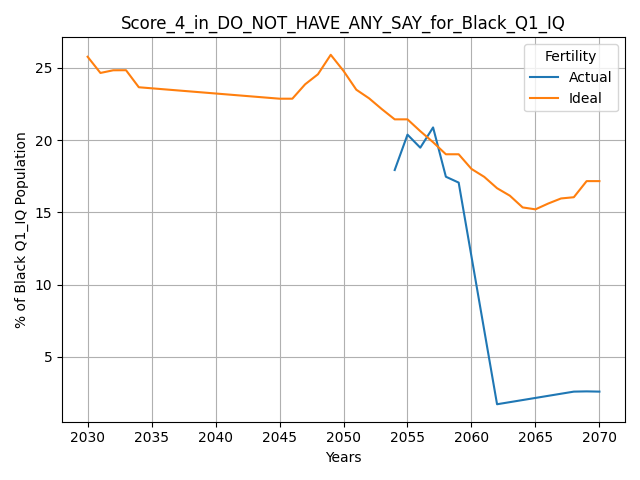 Score_4_in_DO_NOT_HAVE_ANY_SAY_for_Black_Q1_IQ
Fertility
Actual
Ideal
% of Black Q1_IQ Population
25
20
15
10
5
2030 2035 2040 2045 2050 2055 2060 2065 2070
Years